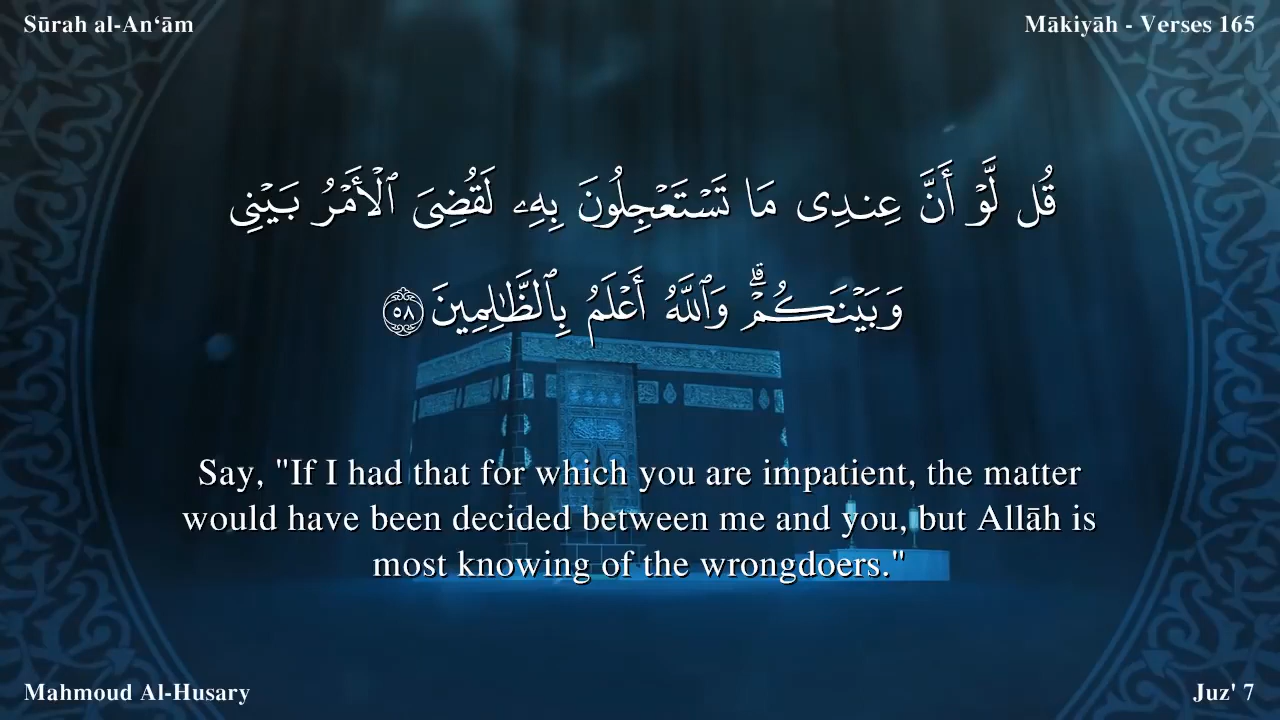 Sūrah al-An‘ām
Mākiyāh - Verses 165
قُل لَّوْ أَنَّ عِندِى مَا تَسْتَعْجِلُونَ بِهِۦ لَقُضِىَ ٱلْأَمْرُ بَيْنِى
وَبَيْنَكُمْ ۗ وَٱللَّهُ أَعْلَمُ بِٱلظَّـٰلِمِينَ ٥٨
Say, "If I had that for which you are impatient, the matter
would have been decided between me and you, but Allāh is
most knowing of the wrongdoers."
Mahmoud Al-Husary
Juz' 7